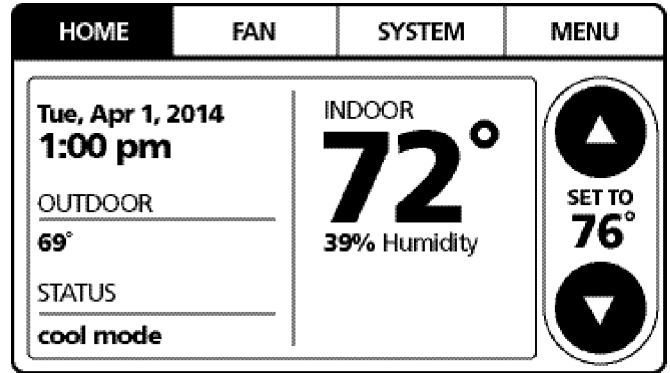 HOME
FAN
SYSTEM
MENU
Tue, Apr 1, 2014
1:00 pm
OUTDOOR
69°
STATUS
cool mode
INDOOR
72°
39% Humidity
SET TO
76°